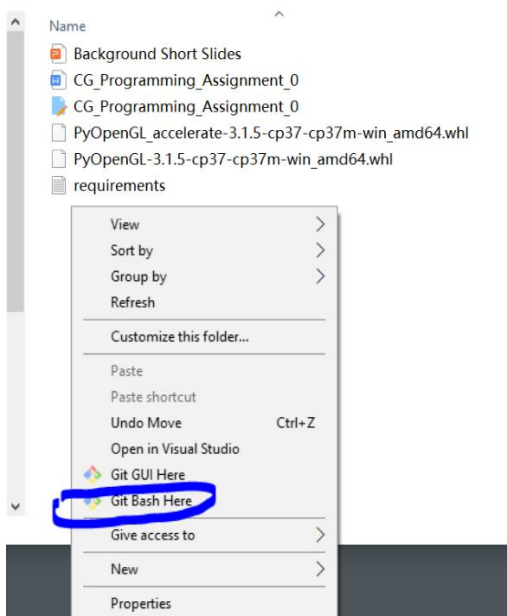 Name
Background Short Slides
CG_Programming_Assignment_0
CG_Programming_Assignment_0
PyOpenGL_accelerate-3.1.5-cp37-cp37m-win_amd64.whl
PyOpenGL-3.1.5-cp37-cp37m-win_amd64.whl
requirements
View
Sort by
Group by
Refresh
Customize this folder...
Paste
Paste shortcut
Undo Move Ctrl+Z
Open in Visual Studio
Git GUI Here
Git Bash Here
Give access to
New
Properties